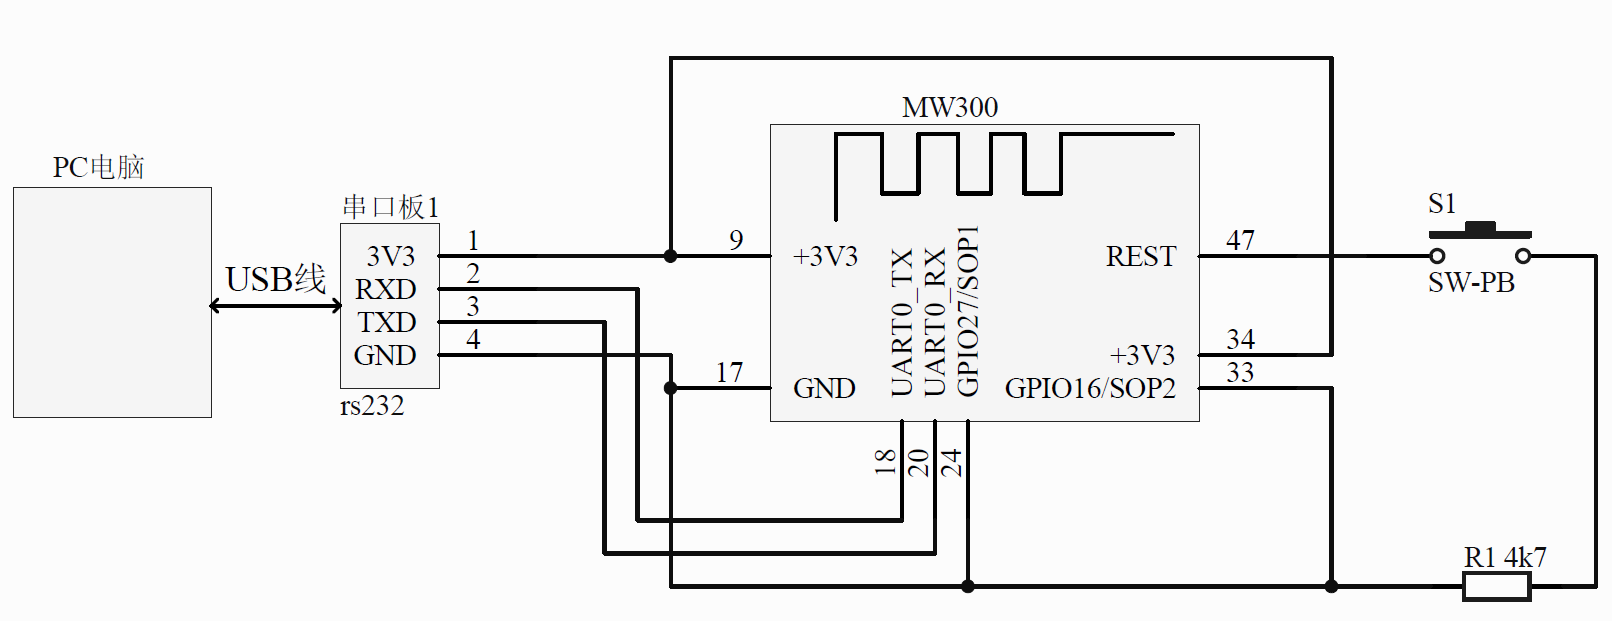 MW300
PC电脑
串口板1
S1
3V3
1
9
+3V3
REST
47
USB线
RXD
2
SW-PB
TXD
3
GND
4
+3V3
34
17
GND
UART0_TX
UART0_RX
GPIO27/SOP1
GPIO16/SOP2
33
rs232
18
20
24
R1 4k7